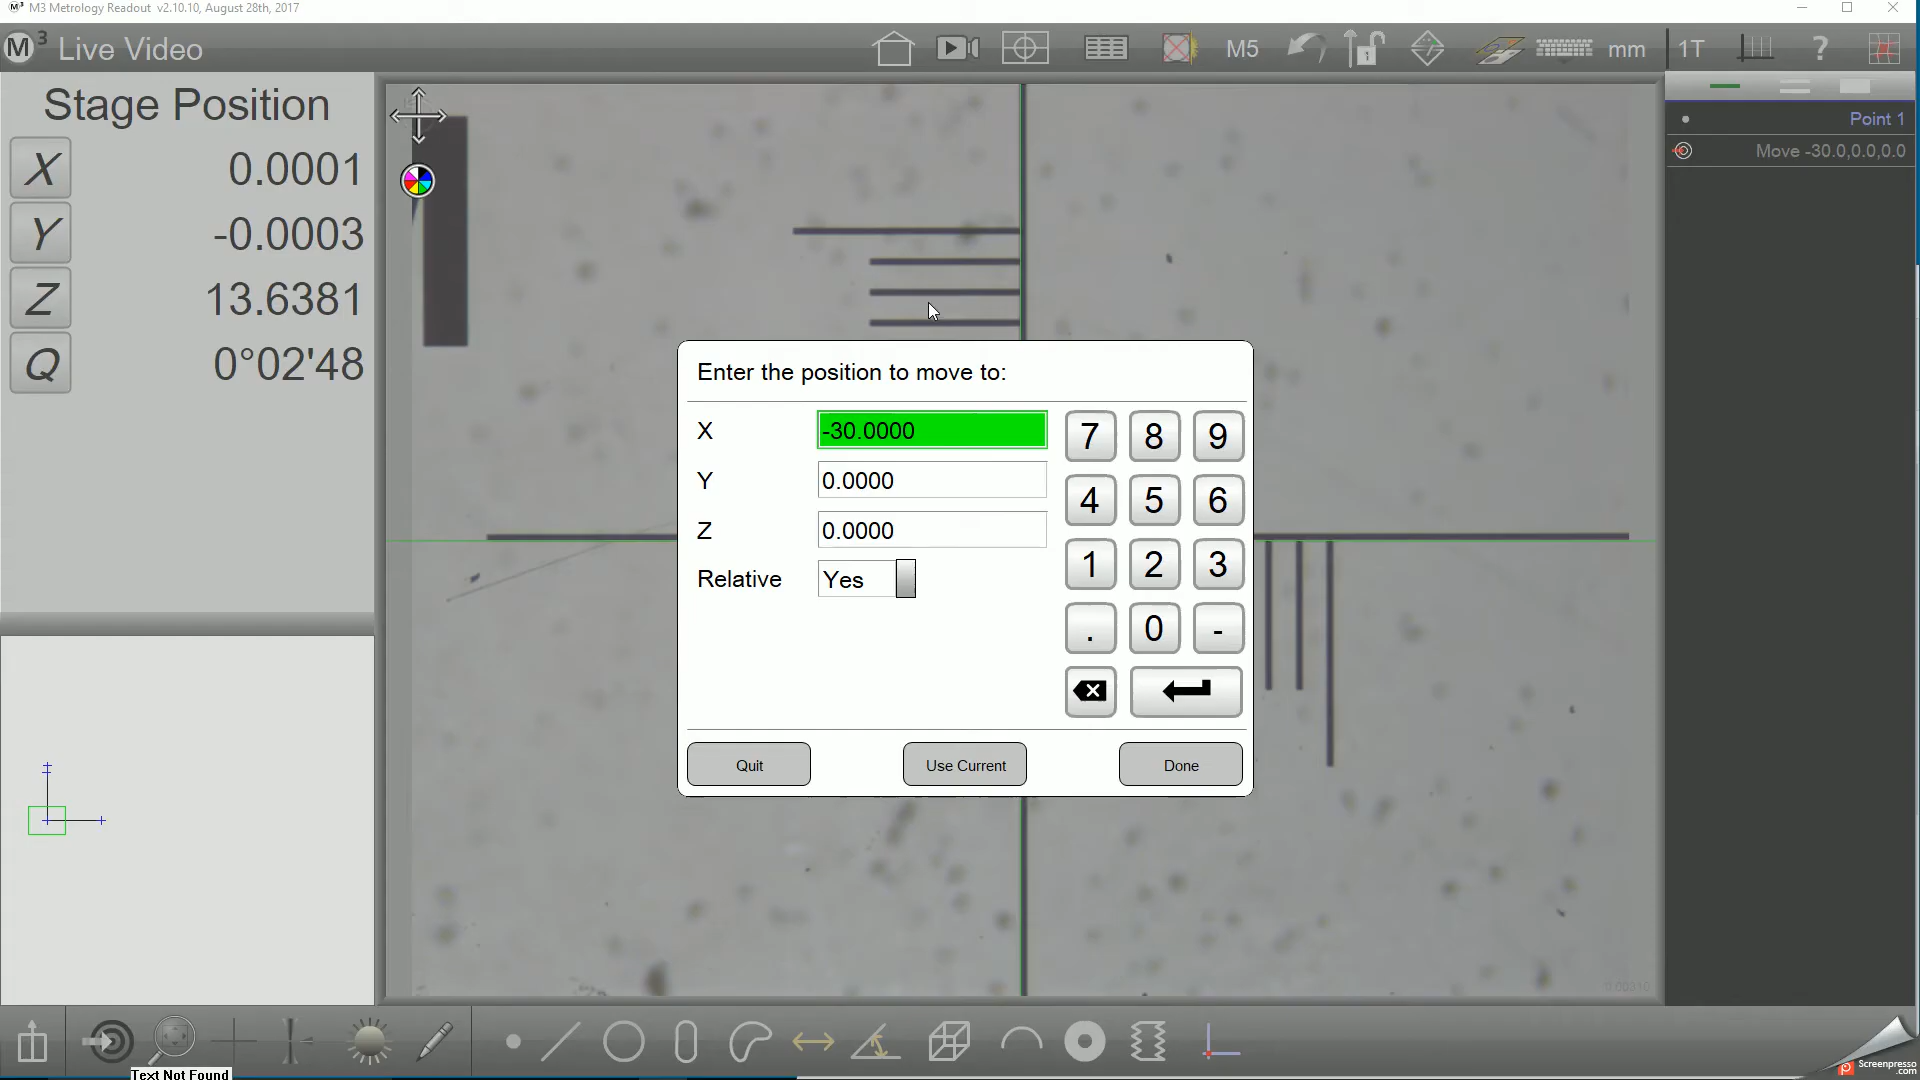 M3 Metrology Readout v2.10.10, August 28th, 2017
M3 Live Video
M5
mm
1T
?
Stage Position
X 0.0001
Y -0.0003
Z 13.6381
Q 0°02'48
Point 1
Move -30.0,0.0,0.0
Enter the position to move to:
X -30.0000
Y 0.0000
Z 0.0000
Relative Yes
7 8 9
4 5 6
1 2 3
. 0 -
Quit
Use Current
Done
Text Not Found
Screenpresso
.com